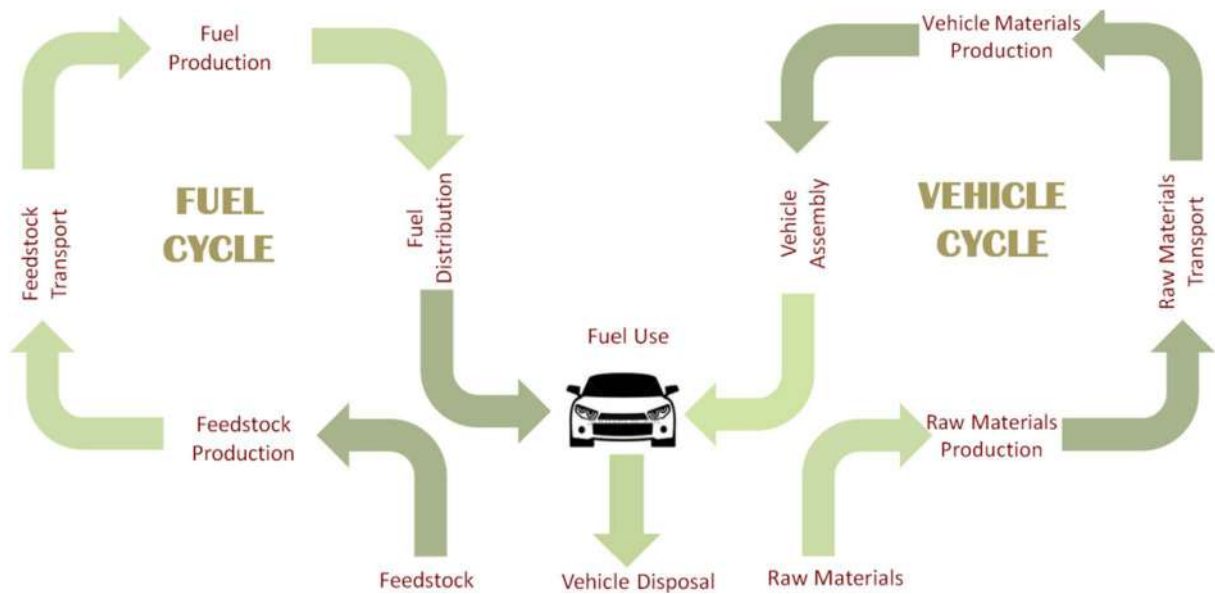 Fuel
Production
Vehicle Materials
Production
FUEL
CYCLE
VEHICLE
CYCLE
Feedstock
Transport
Fuel
Distribution
Vehicle
Assembly
Raw Materials
Transport
Fuel Use
Feedstock
Production
Raw Materials
Production
Feedstock
Vehicle Disposal
Raw Materials